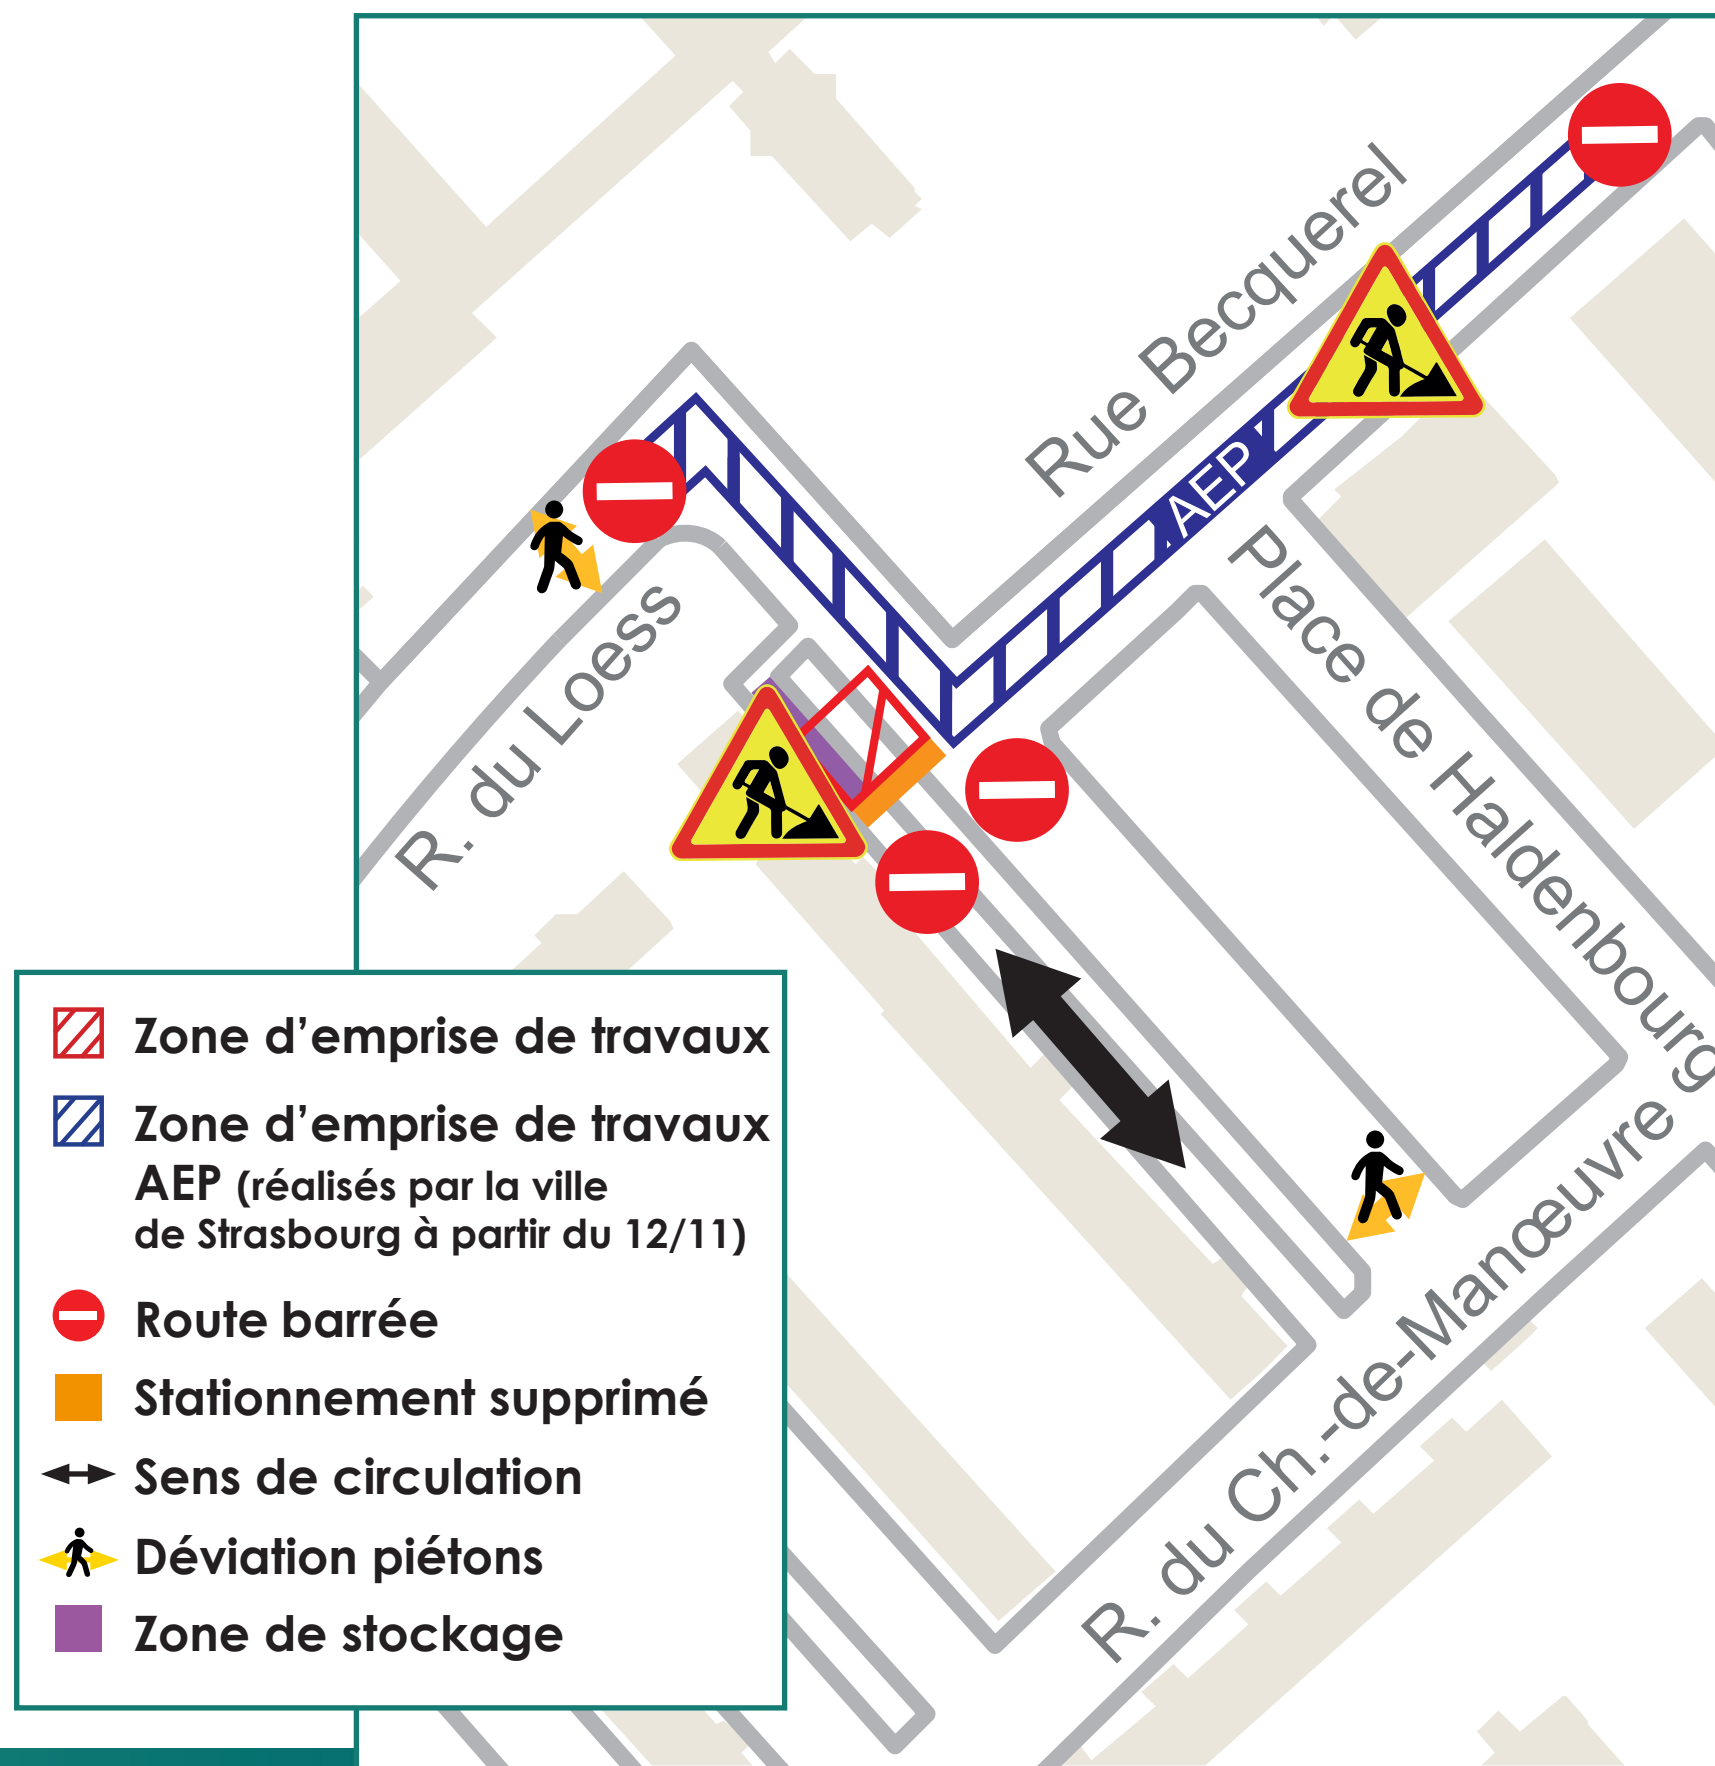 Rue Becquerel
AEP
Place de Haldenbourg
R. du Loess
R. du Ch.-de-Manœuvre
Zone d’emprise de travaux
Zone d’emprise de travaux
AEP (réalisés par la ville
de Strasbourg à partir du 12/11)
Route barrée
Stationnement supprimé
Sens de circulation
Déviation piétons
Zone de stockage